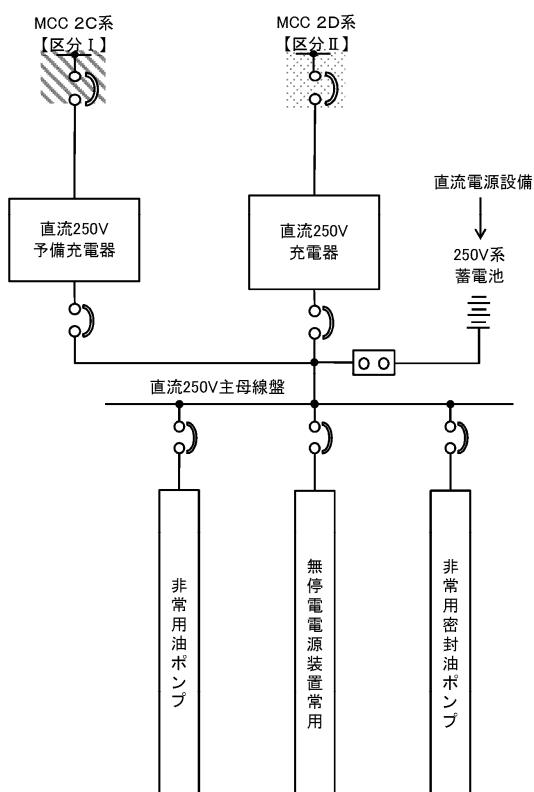 MCC 2C系
【区分Ⅰ】
MCC 2D系
【区分Ⅱ】
直流電源設備
250V系
蓄電池
直流250V
予備充電器
直流250V
充電器
直流250V主母線盤
非常用油ポンプ
無停電電源装置常用
非常用密封油ポンプ